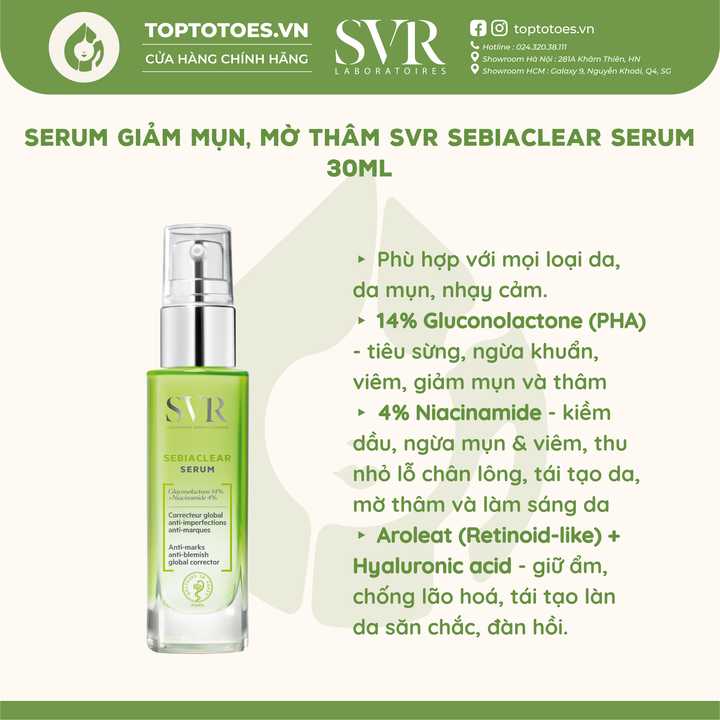 TOPTOTOES.VN
CỬA HÀNG CHÍNH HÃNG
SVR
LABORATOIRES
toptotoes.vn
Hotline : 024.320.38.111
Showroom Hà Nội : 281A Khâm Thiên, HN
Showroom HCM : Galaxy 9, Nguyễn Khoái, Q4, SG
SERUM GIẢM MỤN, MỜ THÂM SVR SEBIACLEAR SERUM
30ML
‣ Phù hợp với mọi loại da,
da mụn, nhạy cảm.
‣ 14% Gluconolactone (PHA)
- tiêu sừng, ngừa khuẩn,
viêm, giảm mụn và thâm
‣ 4% Niacinamide - kiềm
dầu, ngừa mụn & viêm, thu
nhỏ lỗ chân lông, tái tạo da,
mờ thâm và làm sáng da
‣ Aroleat (Retinoid-like) +
Hyaluronic acid - giữ ẩm,
chống lão hoá, tái tạo làn
da săn chắc, đàn hồi.
SVR
SEBIACLEAR
SERUM
Gluconolactone 14%
+Niacinamide 4%
Correcteur global
anti-imperfections
anti-marques
Anti-marks
anti-blemish
global corrector